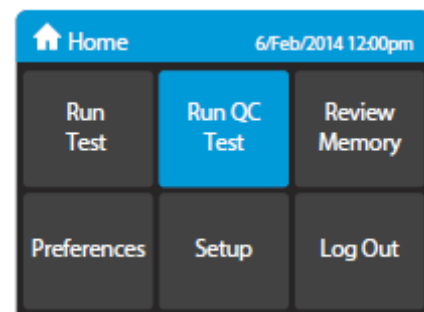 Home 6/Feb/2014 12:00pm
Run
Test
Run QC
Test
Review
Memory
Preferences
Setup
Log Out